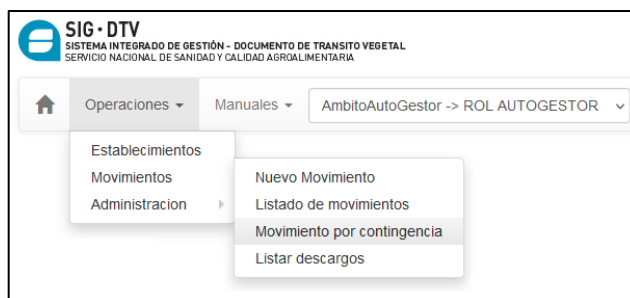 SIG · DTV
SISTEMA INTEGRADO DE GESTIÓN - DOCUMENTO DE TRANSITO VEGETAL
SERVICIO NACIONAL DE SANIDAD Y CALIDAD AGROALIMENTARIA
Operaciones Manuales AmbitoAutoGestor -> ROL AUTOGESTOR
Establecimientos
Movimientos
Administracion
Nuevo Movimiento
Listado de movimientos
Movimiento por contingencia
Listar descargos